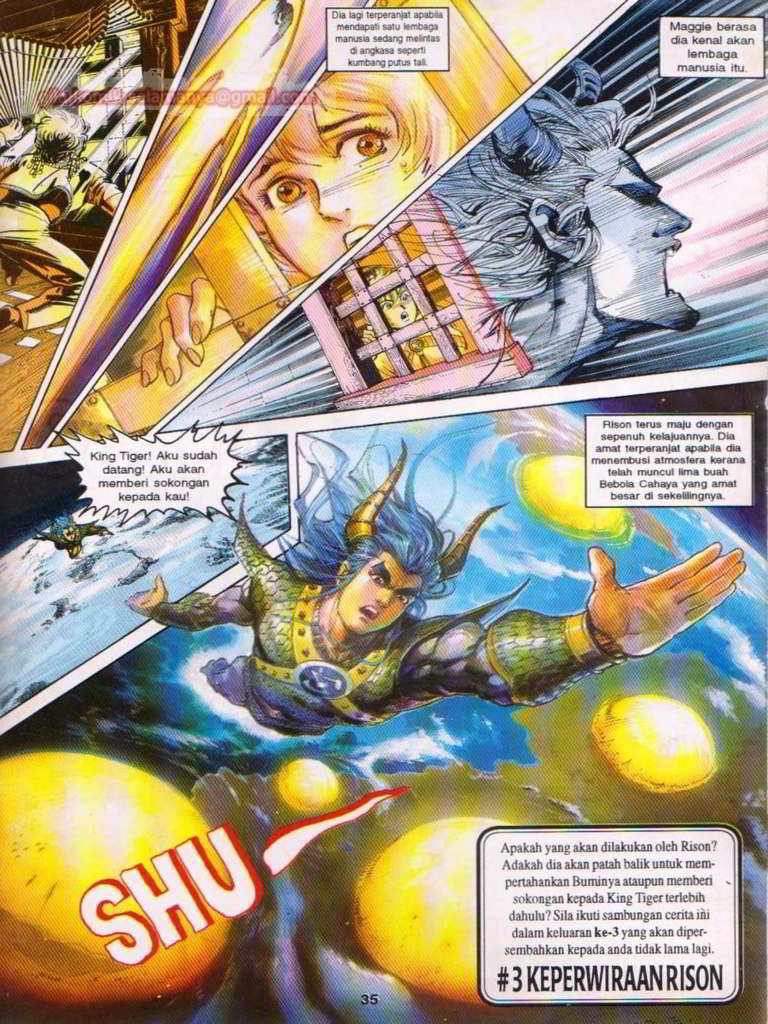 Dia lagi terperanjat apabila
mendapati satu lembaga
manusia sedang melintas
di angkasa seperti
kumbang putus tali.
Maggie berasa
dia kenal akan
lembaga
manusia itu.
King Tiger! Aku sudah
datang! Aku akan
memberi sokongan
kepada kau!
Rison terus maju dengan
sepenuh kelajuannya. Dia
amat terperanjat apabila dia
menembusi atmosfera kerana
telah muncul lima buah
Bebola Cahaya yang amat
besar di sekelilingnya.
SHU
Apakah yang akan dilakukan oleh Rison?
Adakah dia akan patah balik untuk mem-
pertahankan Buminya ataupun memberi
sokongan kepada King Tiger terlebih
dahulu? Sila ikuti sambungan cerita ini
dalam keluaran ke-3 yang akan diper-
sembahkan kepada anda tidak lama lagi.
#3 KEPERWIRAAN RISON
35